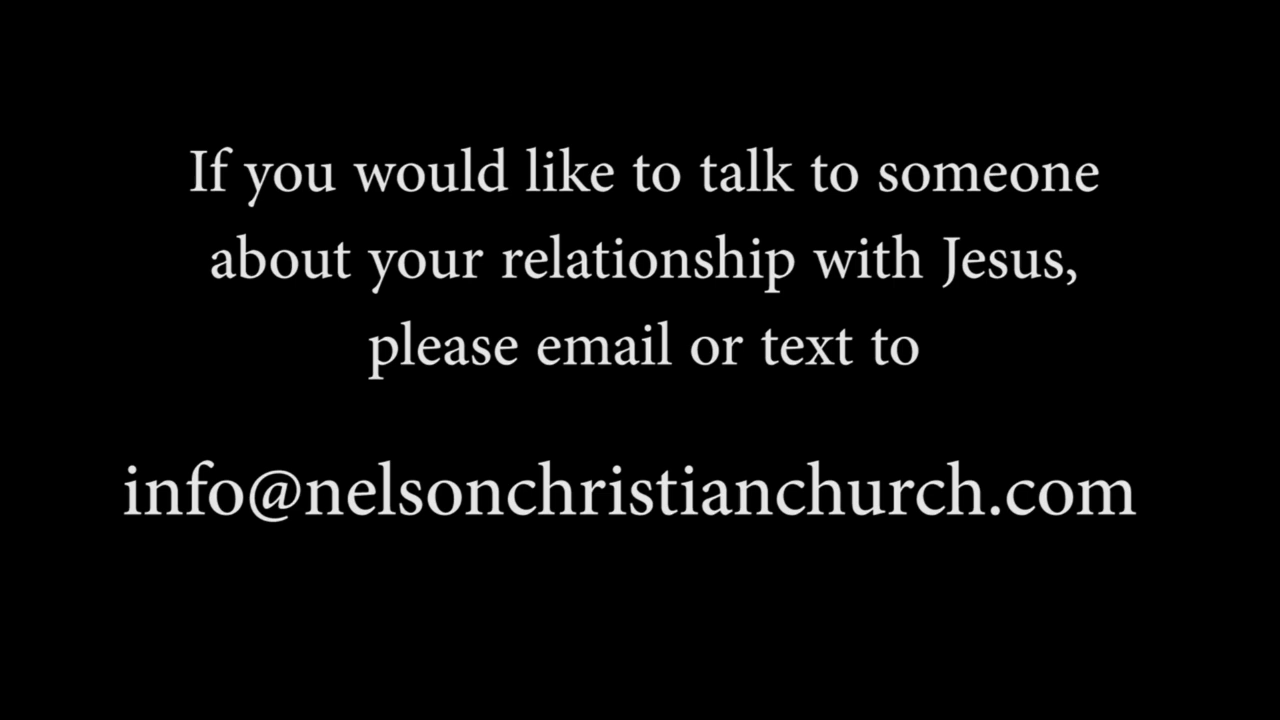 If you would like to talk to someone
about your relationship with Jesus,
please email or text to
info@nelsonchristianchurch.com